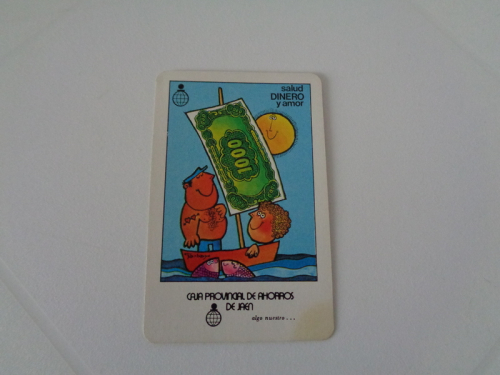 salud
DINERO
y amor
1000
CAJA PROVINCIAL DE AHORROS
DE JAEN
algo nuestro...